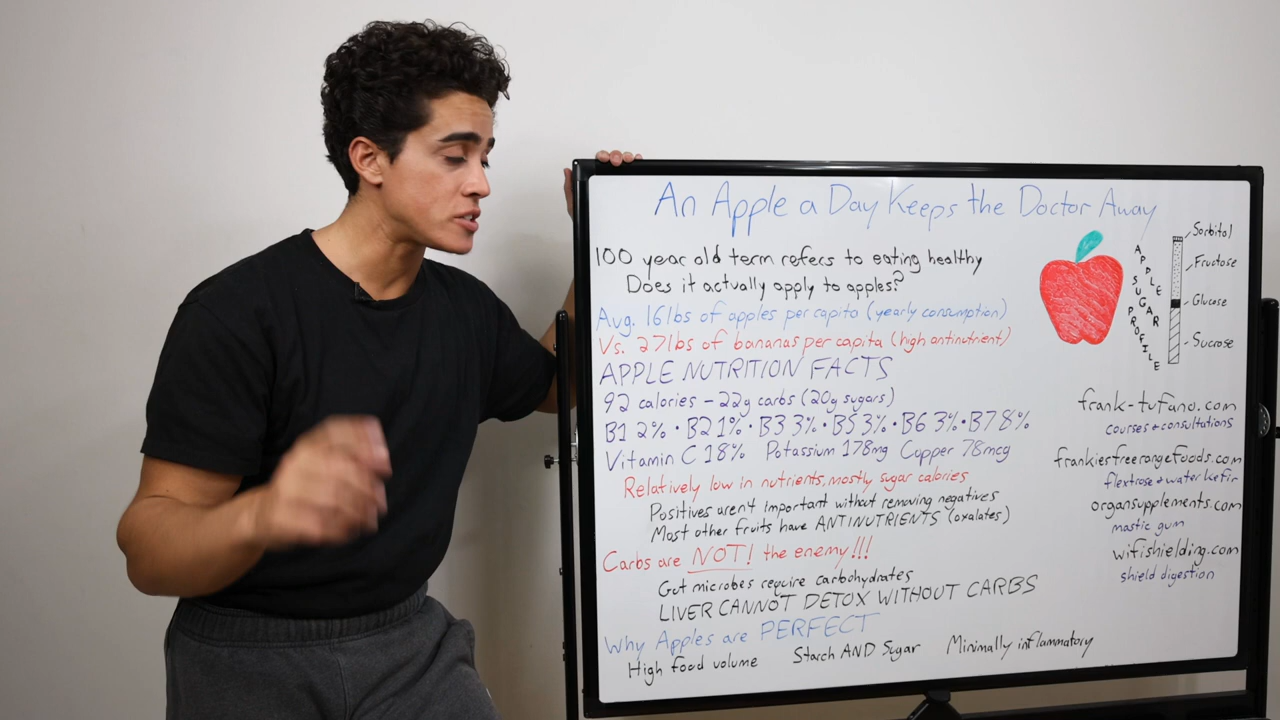 An Apple a Day Keeps the Doctor Away
100 year old term refers to eating healthy
Does it actually apply to apples?
Avg. 16lbs of apples per capita (yearly consumption)
Vs. 27lbs of bananas per capita (high antinutrient)
APPLE NUTRITION FACTS
92 calories - 22g carbs (20g sugars)
B1 2% · B2 1% · B3 3% · B5 3% · B6 3% · B7 8%
Vitamin C 18% Potassium 178mg Copper 78mcg
Relatively low in nutrients, mostly sugar calories
Positives aren't important without removing negatives
Most other fruits have ANTINUTRIENTS (oxalates)
Carbs are NOT! the enemy!!!
Gut microbes require carbohydrates
LIVER CANNOT DETOX WITHOUT CARBS
Why Apples are PERFECT
High food volume Starch AND Sugar Minimally inflammatory
APPLE SUGAR PROFILE
Sorbitol
Fructose
Glucose
Sucrose
frank-tufano.com
courses & consultations
frankiesfreerangefoods.com
flextrose & water kefir
organsupplements.com
mastic gum
wifishielding.com
shield digestion